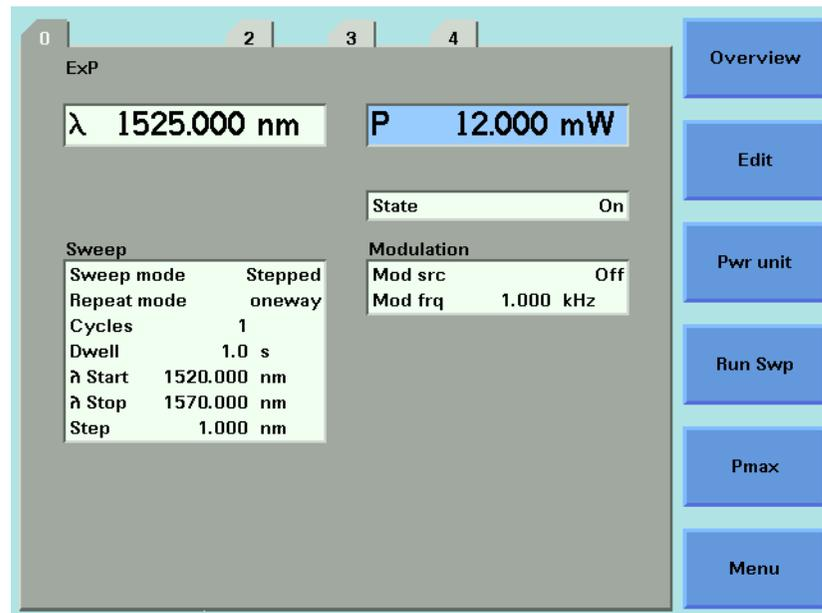 0 2 3 4
ExP
λ 1525.000 nm
P 12.000 mW
State On
Sweep
Sweep mode Stepped
Repeat mode oneway
Cycles 1
Dwell 1.0 s
λ Start 1520.000 nm
λ Stop 1570.000 nm
Step 1.000 nm
Modulation
Mod src Off
Mod frq 1.000 kHz
Overview
Edit
Pwr unit
Run Swp
Pmax
Menu